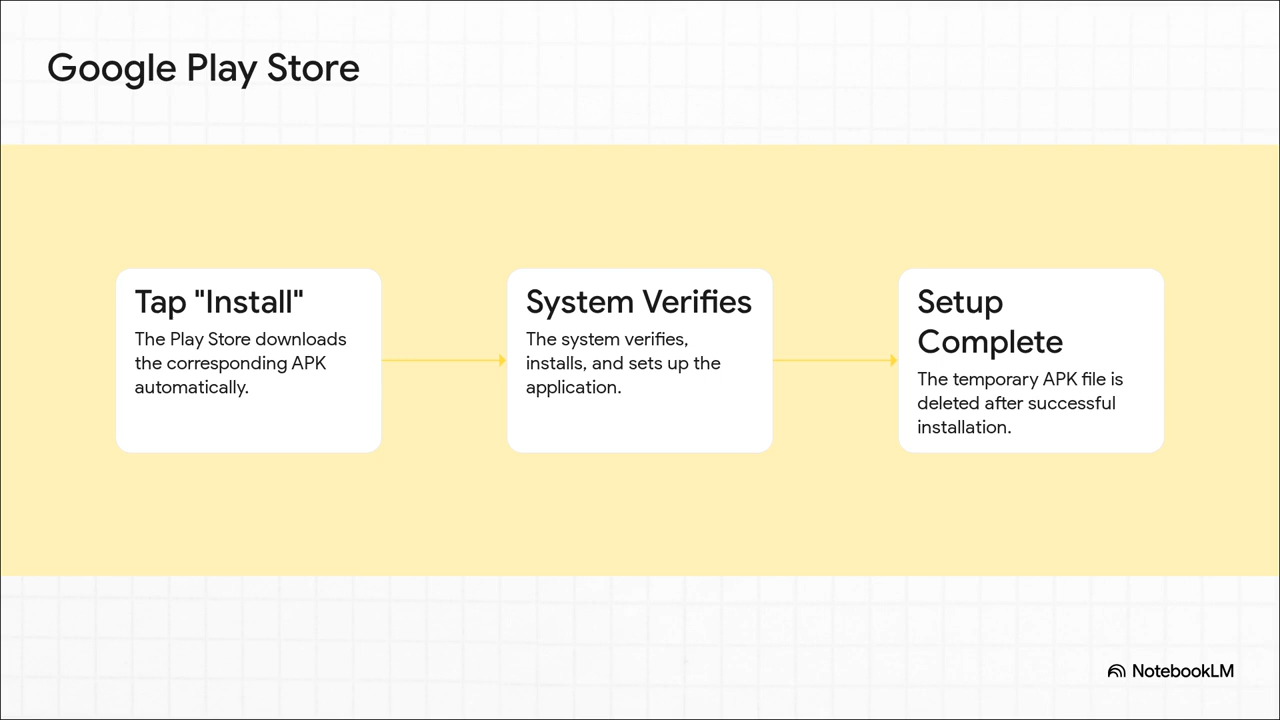 Google Play Store
Tap "Install"
The Play Store downloads
the corresponding APK
automatically.
System Verifies
The system verifies,
installs, and sets up the
application.
Setup
Complete
The temporary APK file is
deleted after successful
installation.
NotebookLM